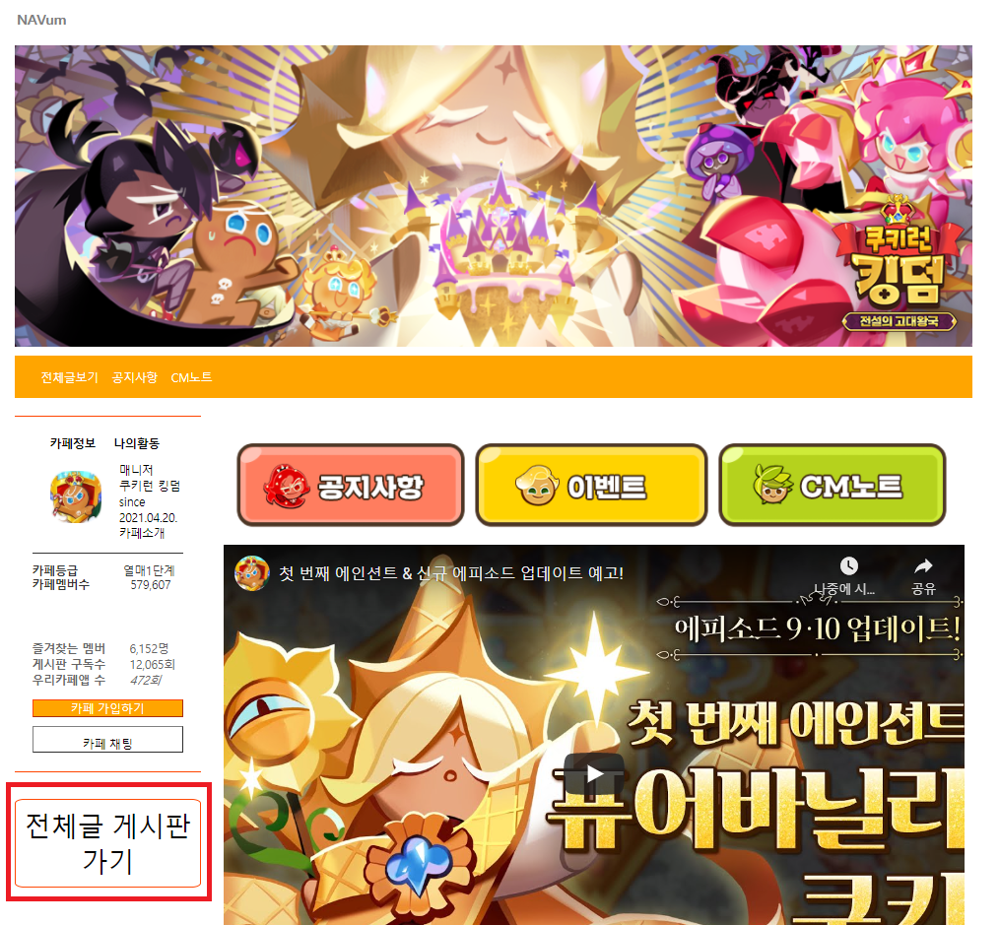 NAVum
쿠키런
킹덤
전설의 고대왕국
전체글보기 공지사항 CM노트
카페정보 나의활동
매니저
쿠키런 킹덤
since
2021.04.20.
카페소개
카페등급 열매1단계
카페멤버수 579,607
즐겨찾는 멤버 6,152명
게시판 구독수 12,065회
우리카페앱 수 472회
카페 가입하기
카페 채팅
전체글 게시판
가기
공지사항 이벤트 CM노트
첫 번째 에인션트 & 신규 에피소드 업데이트 예고!
나중에 시... 공유
에피소드 9·10 업데이트!
첫 번째 에인션트
퓨어바닐라
쿠키